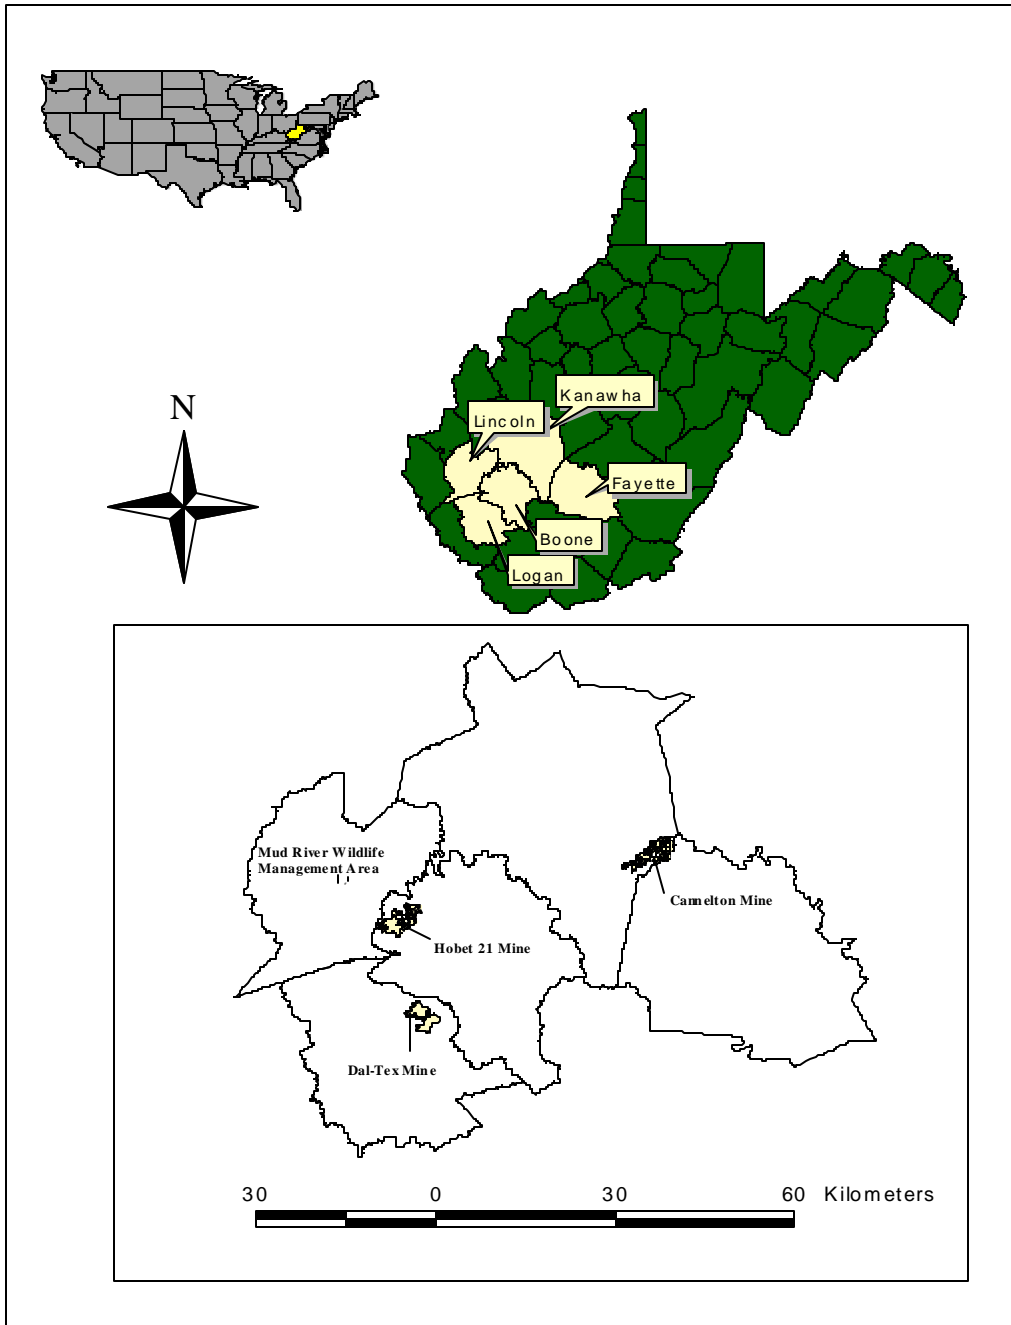 N
Kanawha
Lincoln
Fayette
Boone
Logan
Mud River Wildlife
Management Area
Cannelton Mine
Hobet 21 Mine
Dal-Tex Mine
30 0 30 60 Kilometers